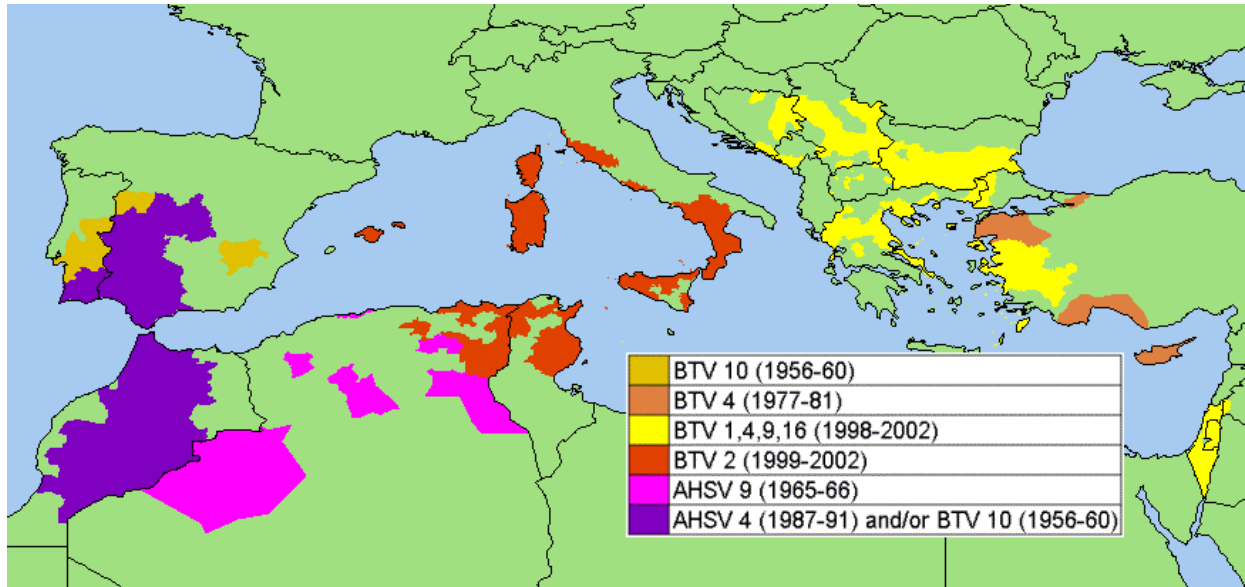 BTV 10 (1956-60)
BTV 4 (1977-81)
BTV 1,4,9,16 (1998-2002)
BTV 2 (1999-2002)
AHSV 9 (1965-66)
AHSV 4 (1987-91) and/or BTV 10 (1956-60)